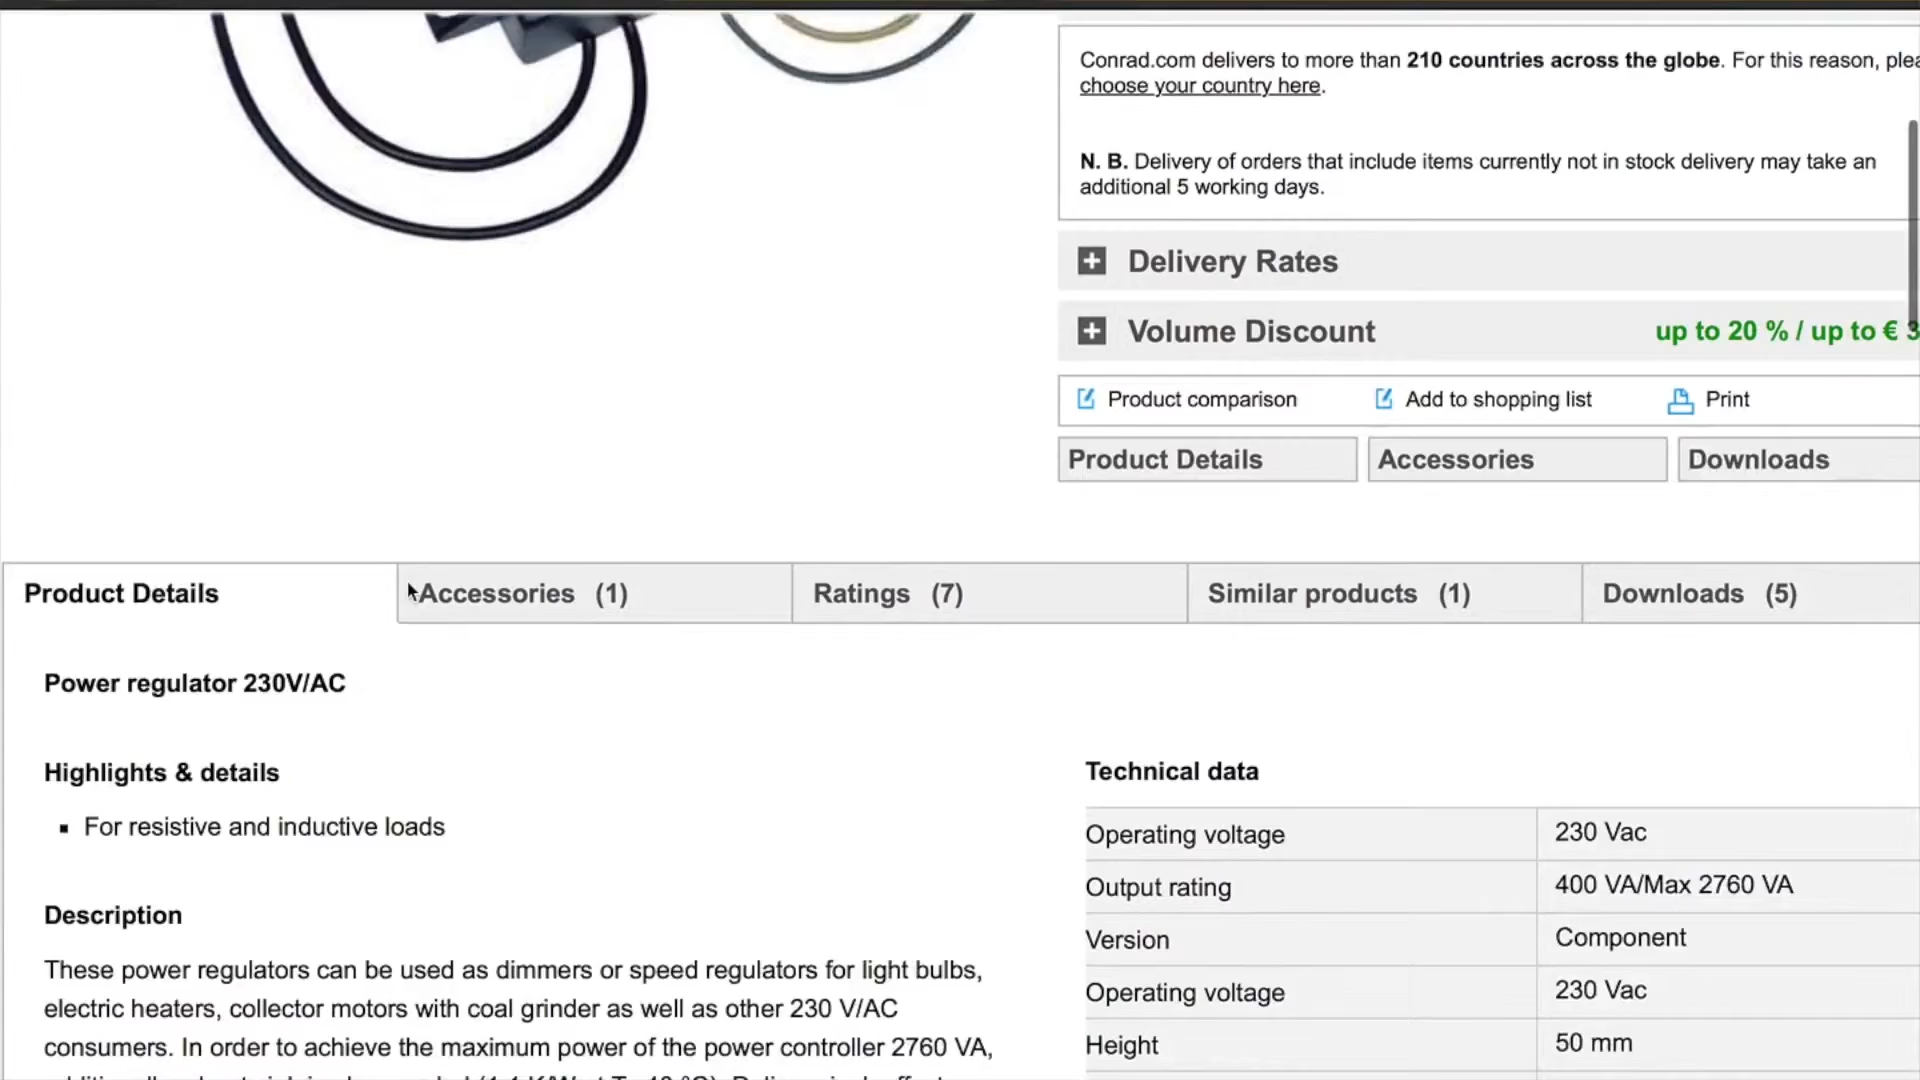 Conrad.com delivers to more than 210 countries across the globe. For this reason,
choose your country here.
N. B. Delivery of orders that include items currently not in stock delivery may take an
additional 5 working days.
Delivery Rates
Volume Discount up to 20 % / up to €
Product comparison Add to shopping list Print
Product Details Accessories Downloads
Product Details Accessories (1) Ratings (7) Similar products (1) Downloads (5)
Power regulator 230V/AC
Highlights & details
For resistive and inductive loads
Description
These power regulators can be used as dimmers or speed regulators for light bulbs,
electric heaters, collector motors with coal grinder as well as other 230 V/AC
consumers. In order to achieve the maximum power of the power controller 2760 VA,
Technical data
Operating voltage 230 Vac
Output rating 400 VA/Max 2760 VA
Version Component
Operating voltage 230 Vac
Height 50 mm